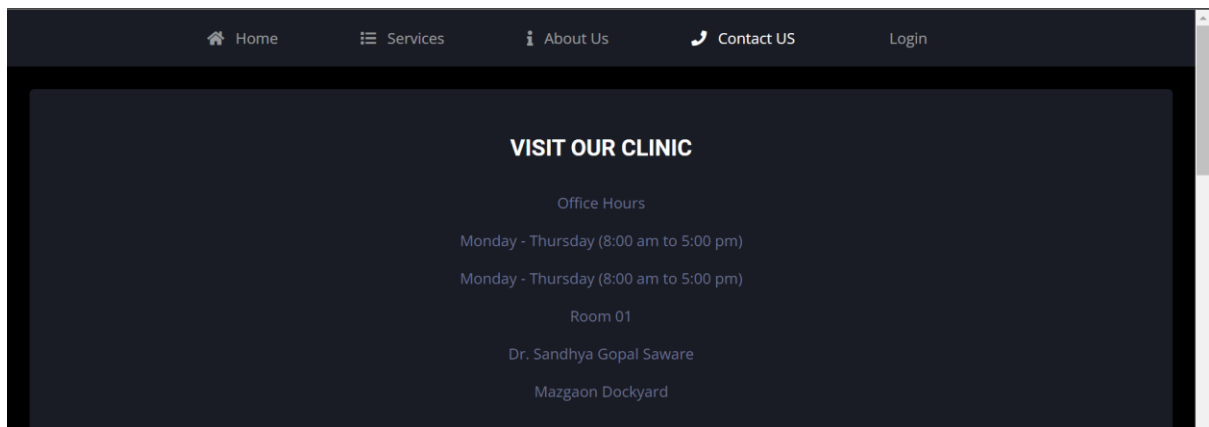 Home Services About Us Contact US Login
VISIT OUR CLINIC
Office Hours
Monday - Thursday (8:00 am to 5:00 pm)
Monday - Thursday (8:00 am to 5:00 pm)
Room 01
Dr. Sandhya Gopal Saware
Mazgaon Dockyard